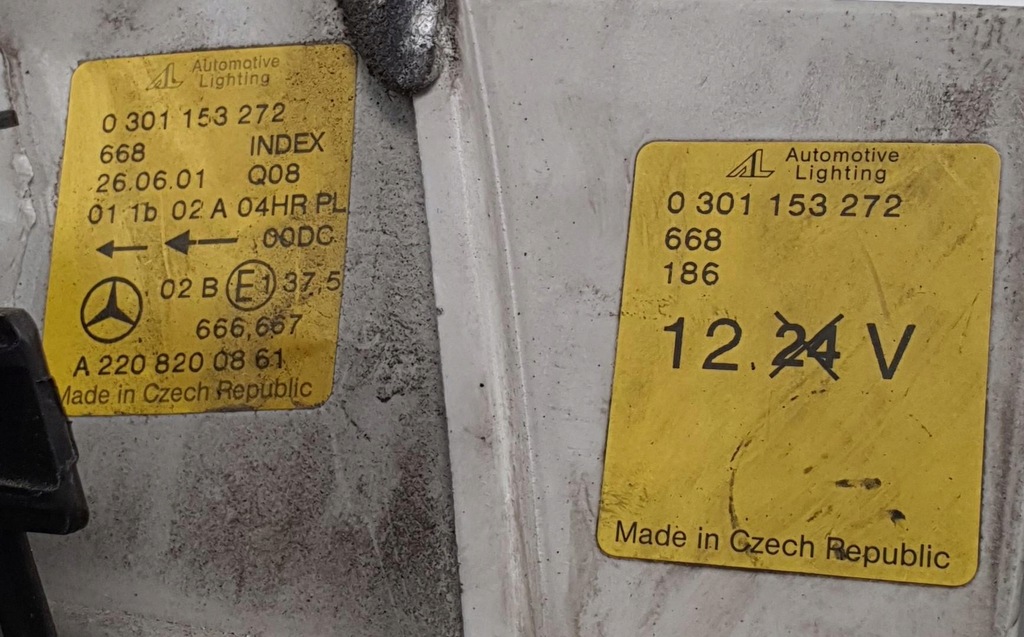 Automotive
Lighting
0 301 153 272
668 INDEX
26.06.01 Q08
01 1b 02 A 04HR PL
00DC
02 B E1 37,5
666,667
A 220 820 08 61
Made in Czech Republic
AL Automotive
Lighting
0 301 153 272
668
186
12.24 V
Made in Czech Republic